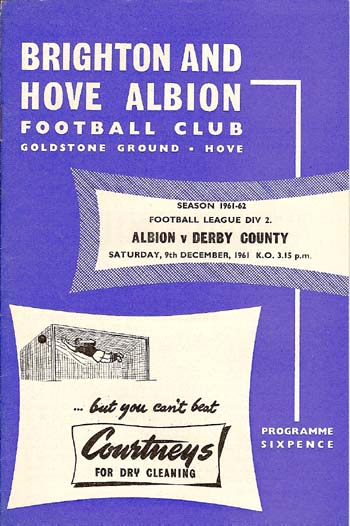 BRIGHTON AND
HOVE ALBION
FOOTBALL CLUB
GOLDSTONE GROUND • HOVE
SEASON 1961-62
FOOTBALL LEAGUE DIV 2.
ALBION v DERBY COUNTY
SATURDAY, 9th DECEMBER, 1961 K.O. 3.15 p.m.
... but you can't beat
Courtneys!
FOR DRY CLEANING
PROGRAMME
SIXPENCE